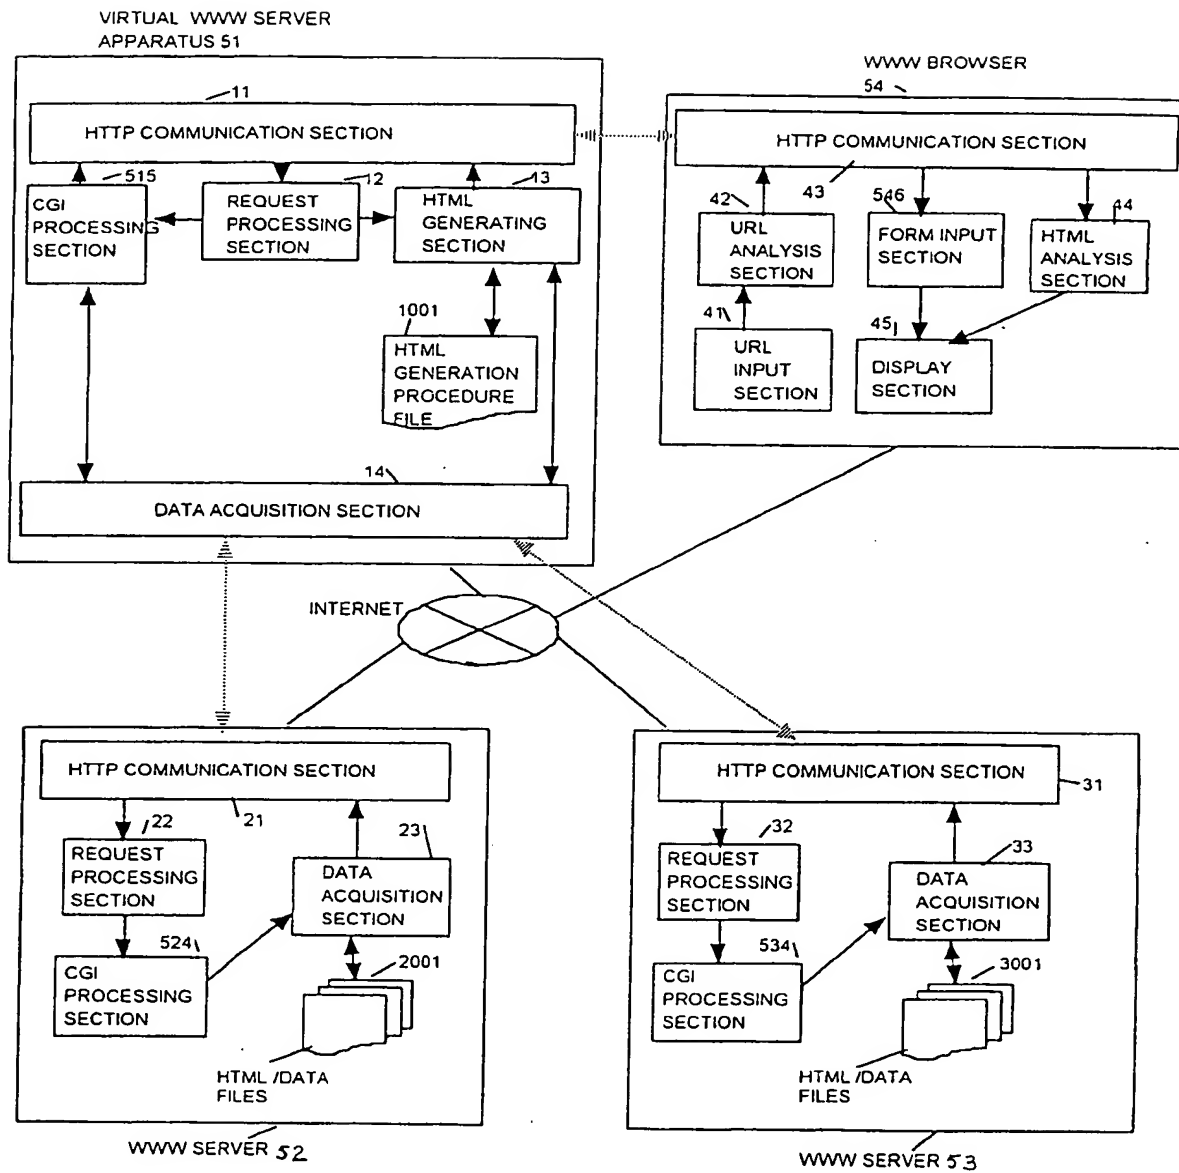 VIRTUAL WWW SERVER
APPARATUS 51
11
HTTP COMMUNICATION SECTION
515
CGI
PROCESSING
SECTION
12
REQUEST
PROCESSING
SECTION
13
HTML
GENERATING
SECTION
1001
HTML
GENERATION
PROCEDURE
FILE
14
DATA ACQUISITION SECTION
WWW BROWSER
54
HTTP COMMUNICATION SECTION
43
42
URL
ANALYSIS
SECTION
546
FORM INPUT
SECTION
44
HTML
ANALYSIS
SECTION
41
URL
INPUT
SECTION
45
DISPLAY
SECTION
INTERNET
HTTP COMMUNICATION SECTION
21
22
REQUEST
PROCESSING
SECTION
23
DATA
ACQUISITION
SECTION
524
CGI
PROCESSING
SECTION
2001
HTML /DATA
FILES
WWW SERVER 52
HTTP COMMUNICATION SECTION
31
32
REQUEST
PROCESSING
SECTION
33
DATA
ACQUISITION
SECTION
534
CGI
PROCESSING
SECTION
3001
HTML /DATA
FILES
WWW SERVER 53